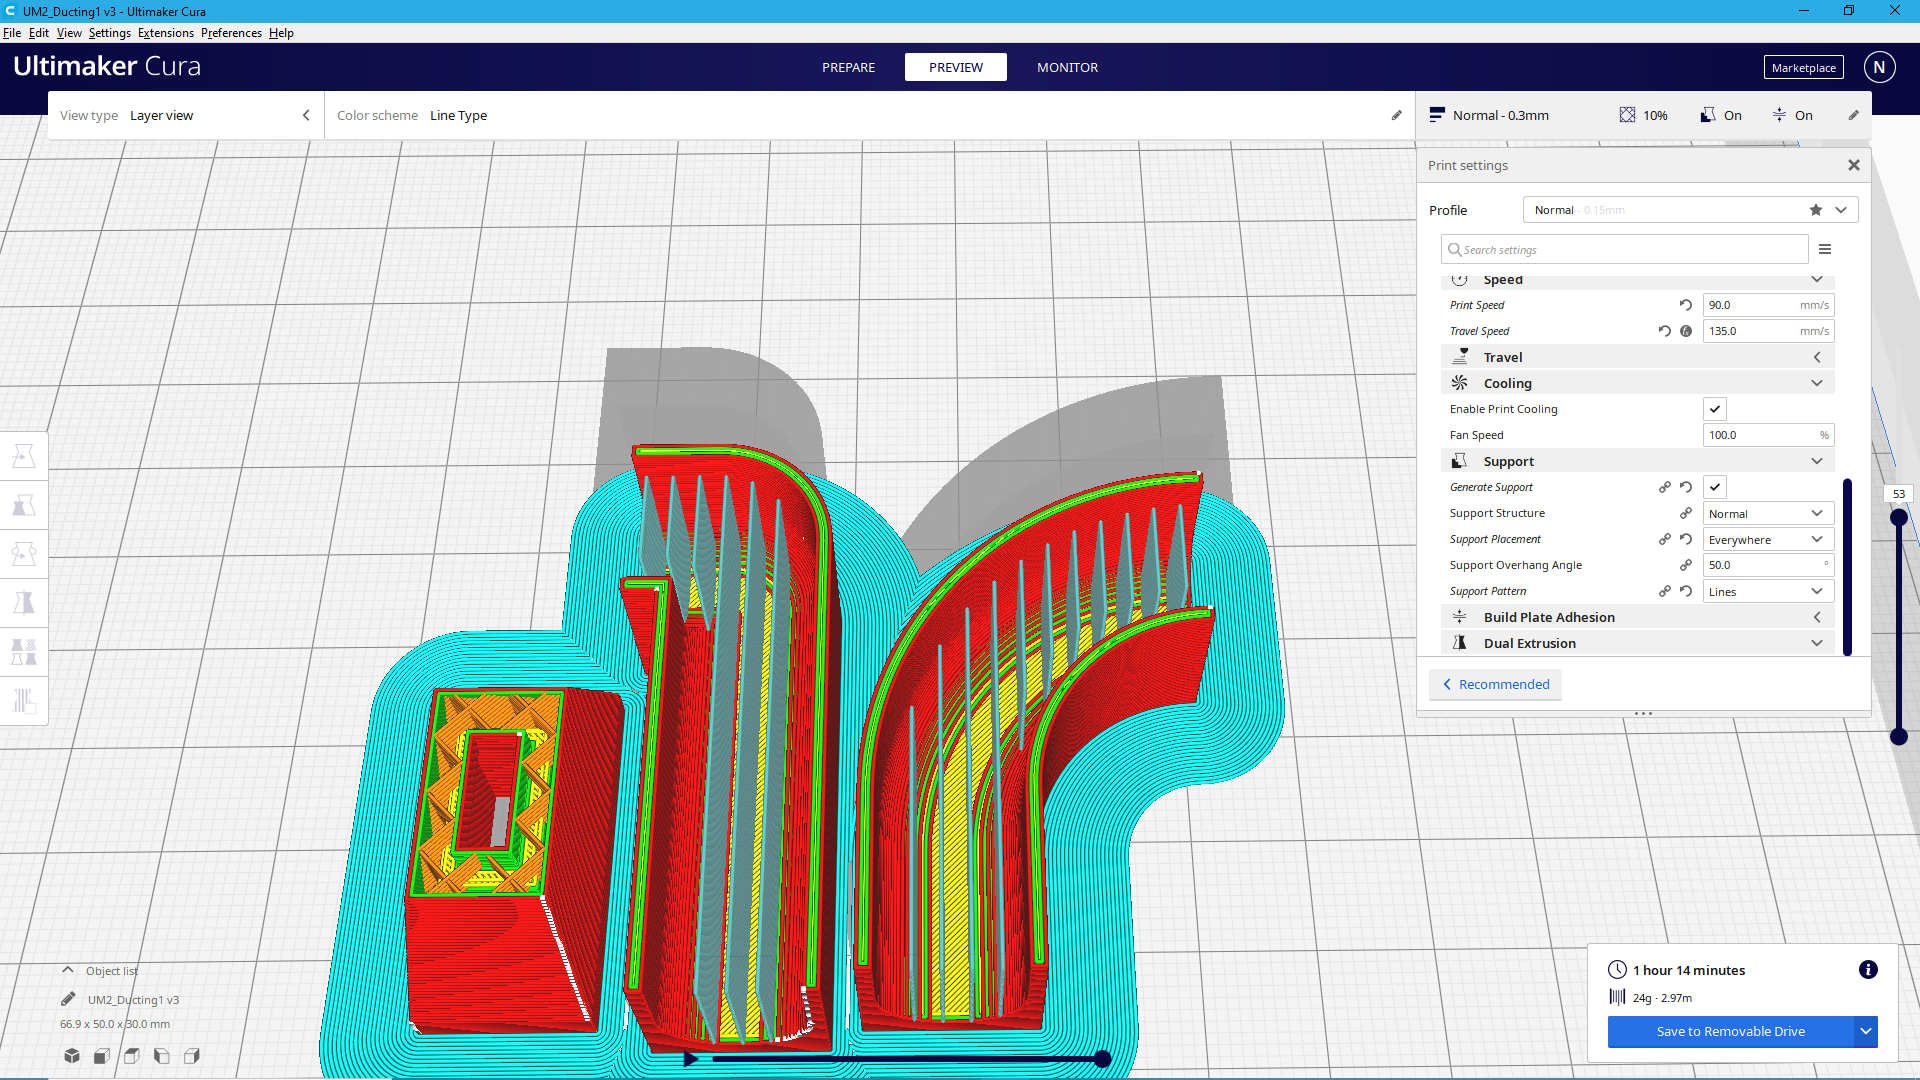 UM2_Ducting1 v3 - Ultimaker Cura
File Edit View Settings Extensions Preferences Help
Ultimaker Cura
PREPARE PREVIEW MONITOR
Marketplace N
View type Layer view
Color scheme Line Type
Normal - 0.3mm 10% On On
Print settings
Profile Normal - 0.15mm
Search settings
Speed
Print Speed 90.0 mm/s
Travel Speed 135.0 mm/s
Travel
Cooling
Enable Print Cooling
Fan Speed 100.0 %
Support
Generate Support
Support Structure Normal
Support Placement Everywhere
Support Overhang Angle 50.0 °
Support Pattern Lines
Build Plate Adhesion
Dual Extrusion
Recommended
53
Object list
UM2_Ducting1 v3
66.9 x 50.0 x 30.0 mm
1 hour 14 minutes
24g · 2.97m
Save to Removable Drive